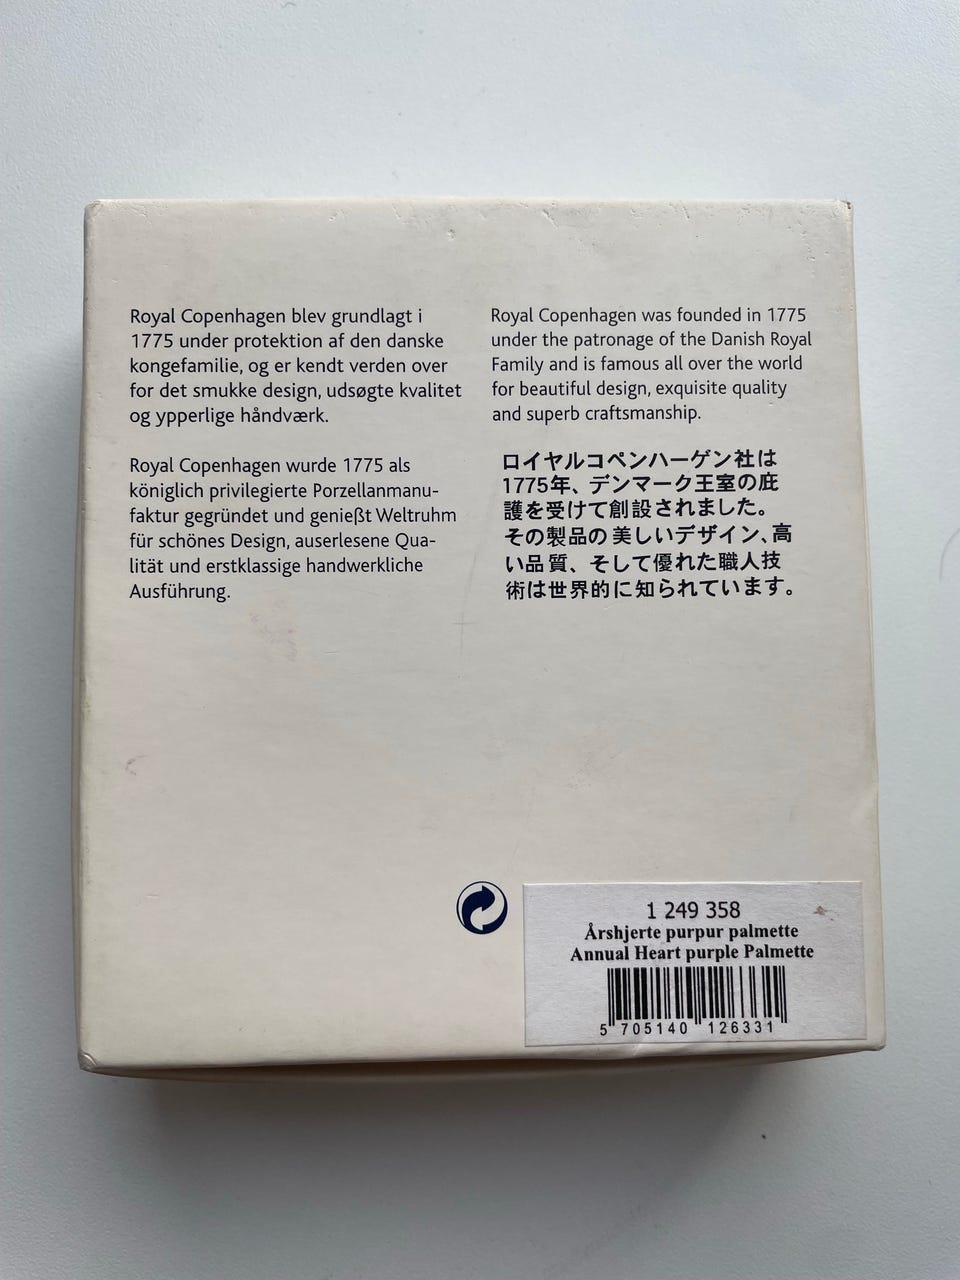 Royal Copenhagen blev grundlagt i
1775 under protektion af den danske
kongefamilie, og er kendt verden over
for det smukke design, udsøgte kvalitet
og ypperlige håndværk.
Royal Copenhagen was founded in 1775
under the patronage of the Danish Royal
Family and is famous all over the world
for beautiful design, exquisite quality
and superb craftsmanship.
Royal Copenhagen wurde 1775 als
königlich privilegierte Porzellanmanu-
faktur gegründet und genießt Weltruhm
für schönes Design, auserlesene Qua-
lität und erstklassige handwerkliche
Ausführung.
ロイヤルコペンハーゲン社は
1775年、デンマーク王室の庇
護を受けて創設されました。
その製品の美しいデザイン、高
い品質、そして優れた職人技
術は世界的に知られています。
1 249 358
Årshjerte purpur palmette
Annual Heart purple Palmette
5 705140 126331